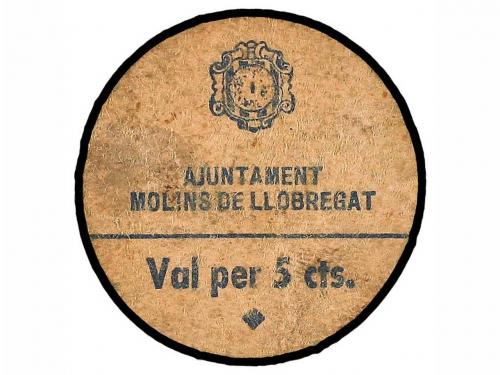 AJUNTAMENT
MOLINS DE LLOBREGAT
Val per 5 cts.